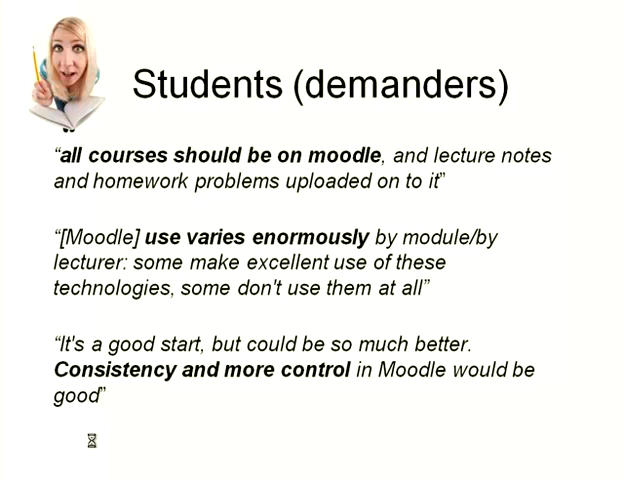 Students (demanders)
“all courses should be on moodle, and lecture notes
and homework problems uploaded on to it”
“[Moodle] use varies enormously by module/by
lecturer: some make excellent use of these
technologies, some don't use them at all”
“It's a good start, but could be so much better.
Consistency and more control in Moodle would be
good”